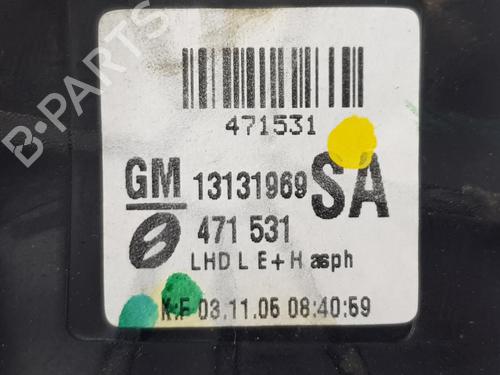 B-PARTS
471531
GM 13131969 SA
471 531
LHD L E+H asph
K:F 03.11.05 08:40:59